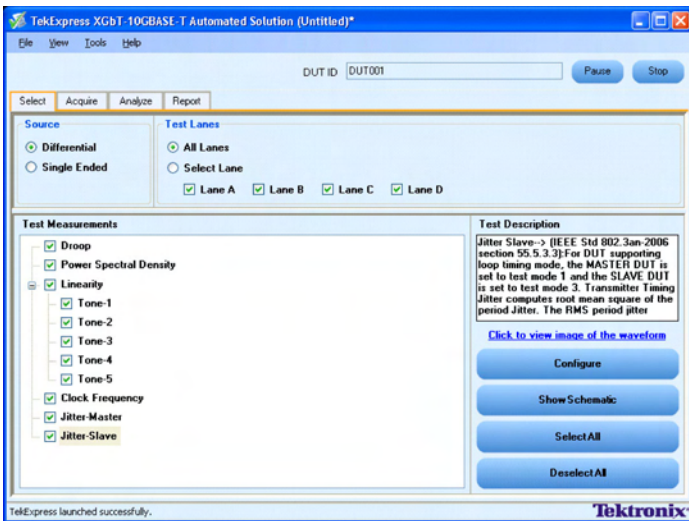 TekExpress XGbT-10GBASE-T Automated Solution (Untitled)*
File View Tools Help
DUT ID DUT001 Pause Stop
Select Acquire Analyze Report
Source
Differential
Single Ended
Test Lanes
All Lanes
Select Lane
Lane A Lane B Lane C Lane D
Test Measurements
Droop
Power Spectral Density
Linearity
Tone-1
Tone-2
Tone-3
Tone-4
Tone-5
Clock Frequency
Jitter-Master
Jitter-Slave
Test Description
Jitter Slave--> (IEEE Std 802.3an-2006
section 55.5.3.3):For DUT supporting
loop timing mode, the MASTER DUT is
set to test mode 1 and the SLAVE DUT
is set to test mode 3. Transmitter Timing
Jitter computes root mean square of the
period Jitter. The RMS period jitter
Click to view image of the waveform
Configure
Show Schematic
Select All
Deselect All
TekExpress launched successfully.
Tektronix